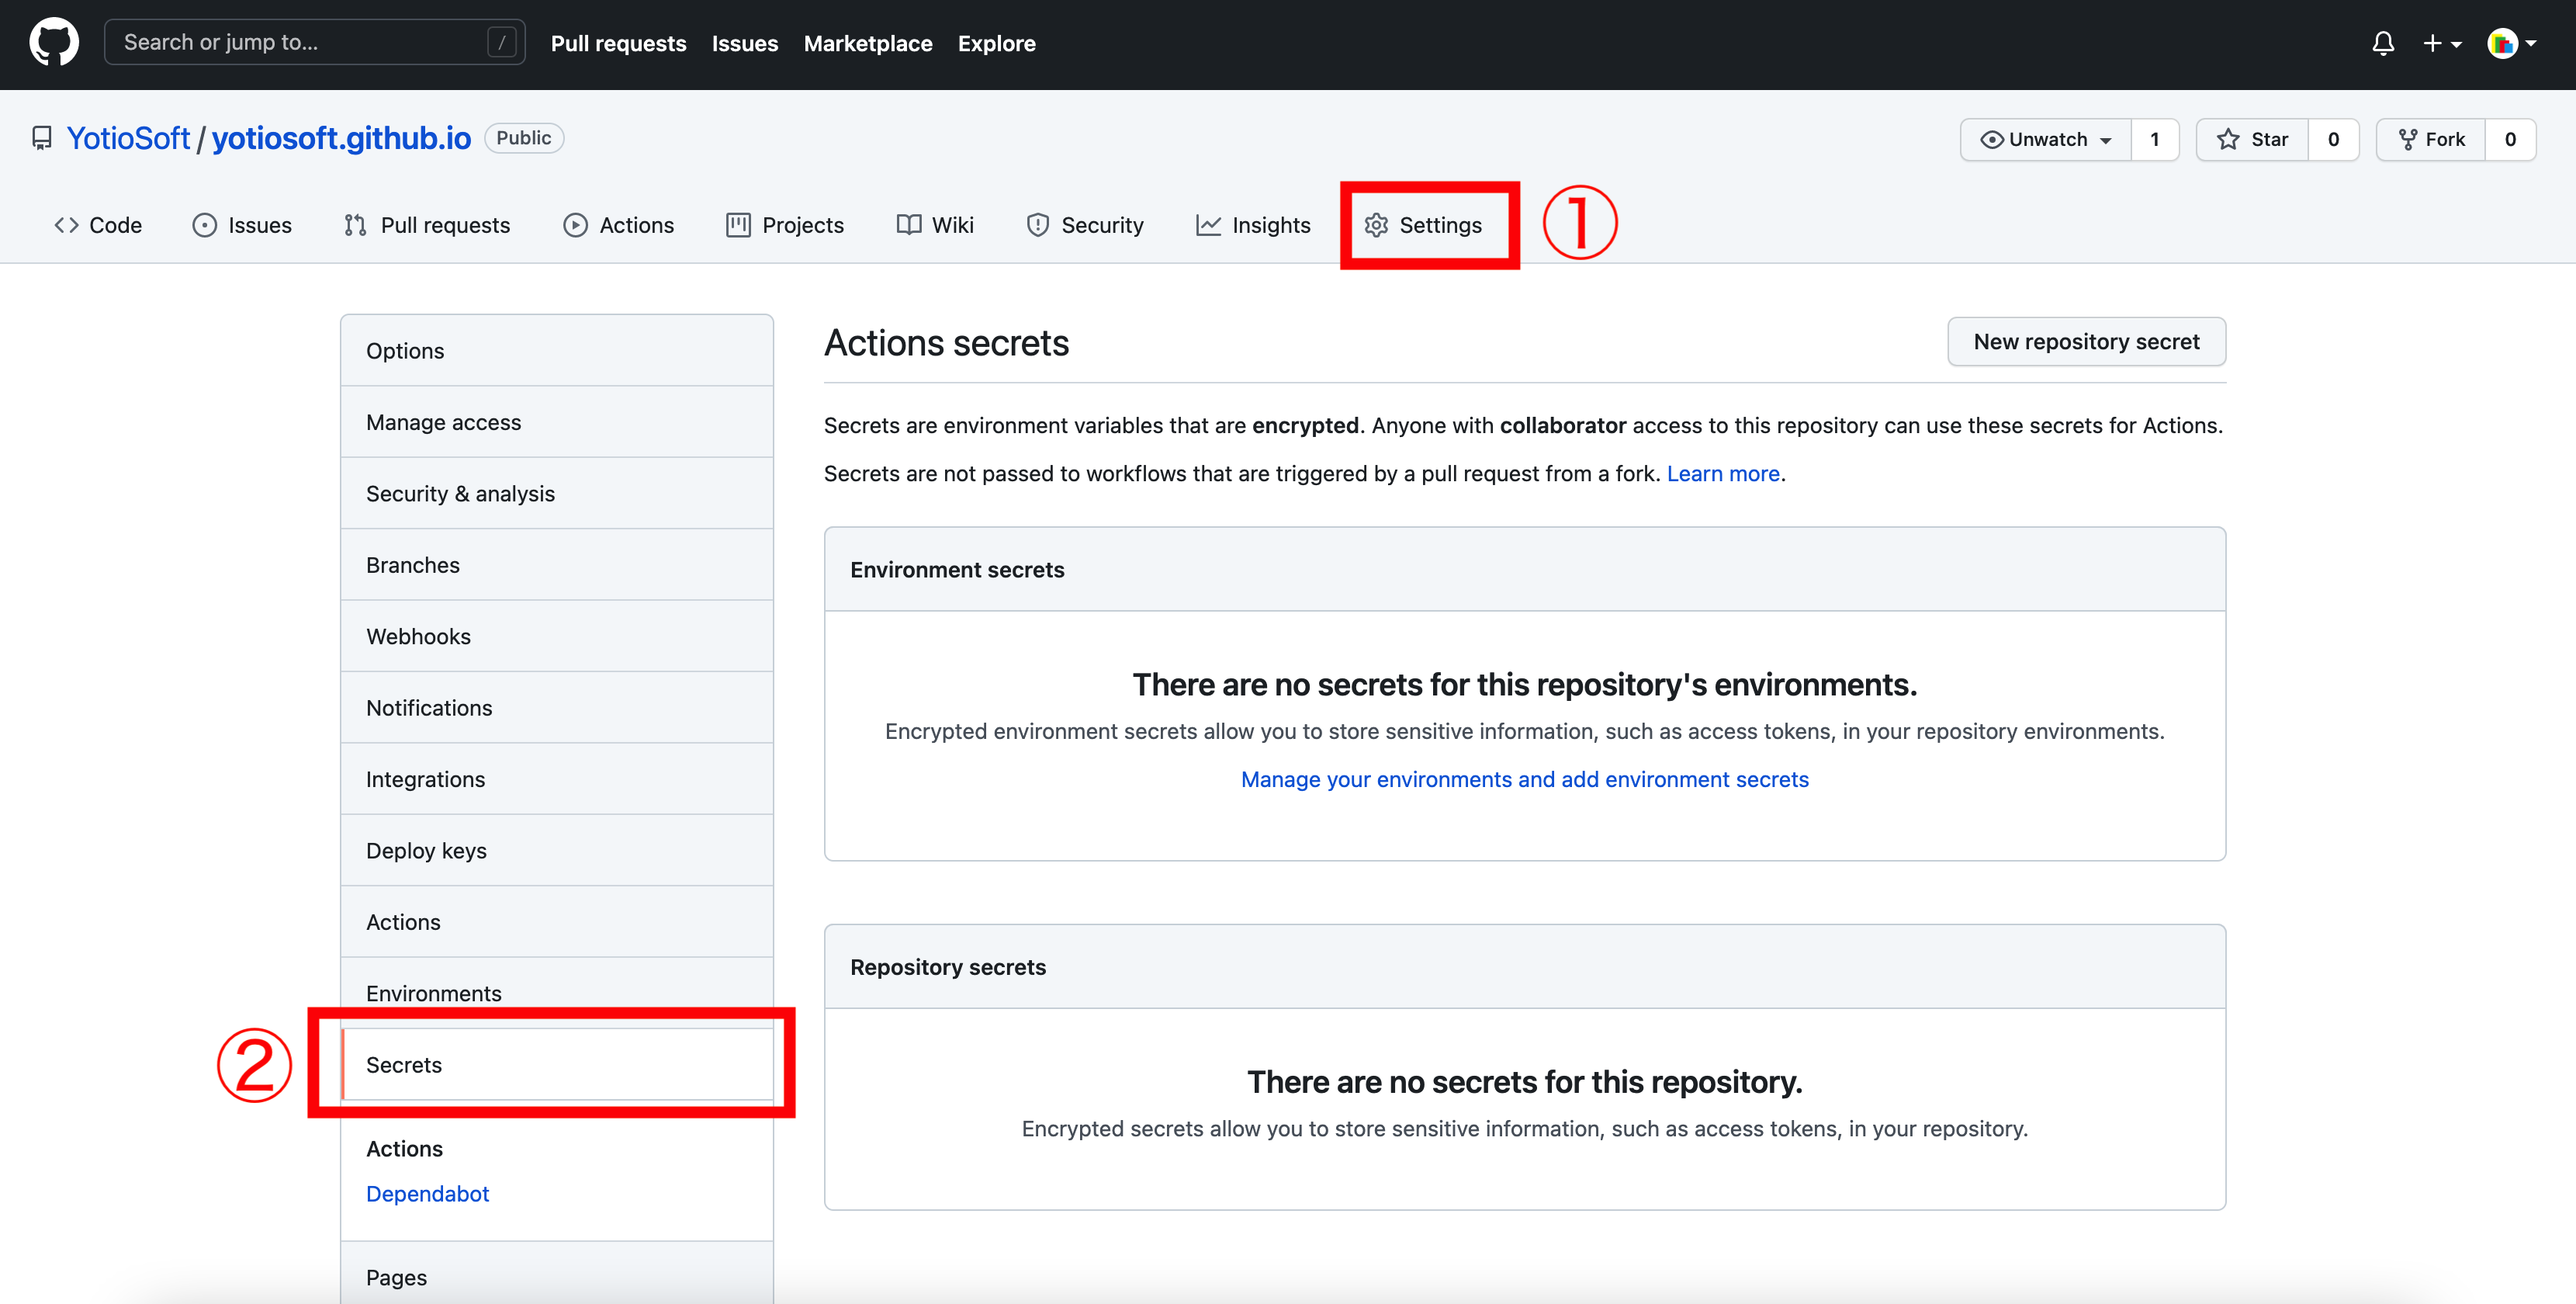 Search or jump to... /
Pull requests Issues Marketplace Explore
YotioSoft / yotiosoft.github.io Public
Unwatch 1 Star 0 Fork 0
Code Issues Pull requests Actions Projects Wiki Security Insights Settings ①
Options
Manage access
Security & analysis
Branches
Webhooks
Notifications
Integrations
Deploy keys
Actions
Environments
② Secrets
Actions
Dependabot
Pages
Actions secrets
New repository secret
Secrets are environment variables that are encrypted. Anyone with collaborator access to this repository can use these secrets for Actions.
Secrets are not passed to workflows that are triggered by a pull request from a fork. Learn more.
Environment secrets
There are no secrets for this repository's environments.
Encrypted environment secrets allow you to store sensitive information, such as access tokens, in your repository environments.
Manage your environments and add environment secrets
Repository secrets
There are no secrets for this repository.
Encrypted secrets allow you to store sensitive information, such as access tokens, in your repository.